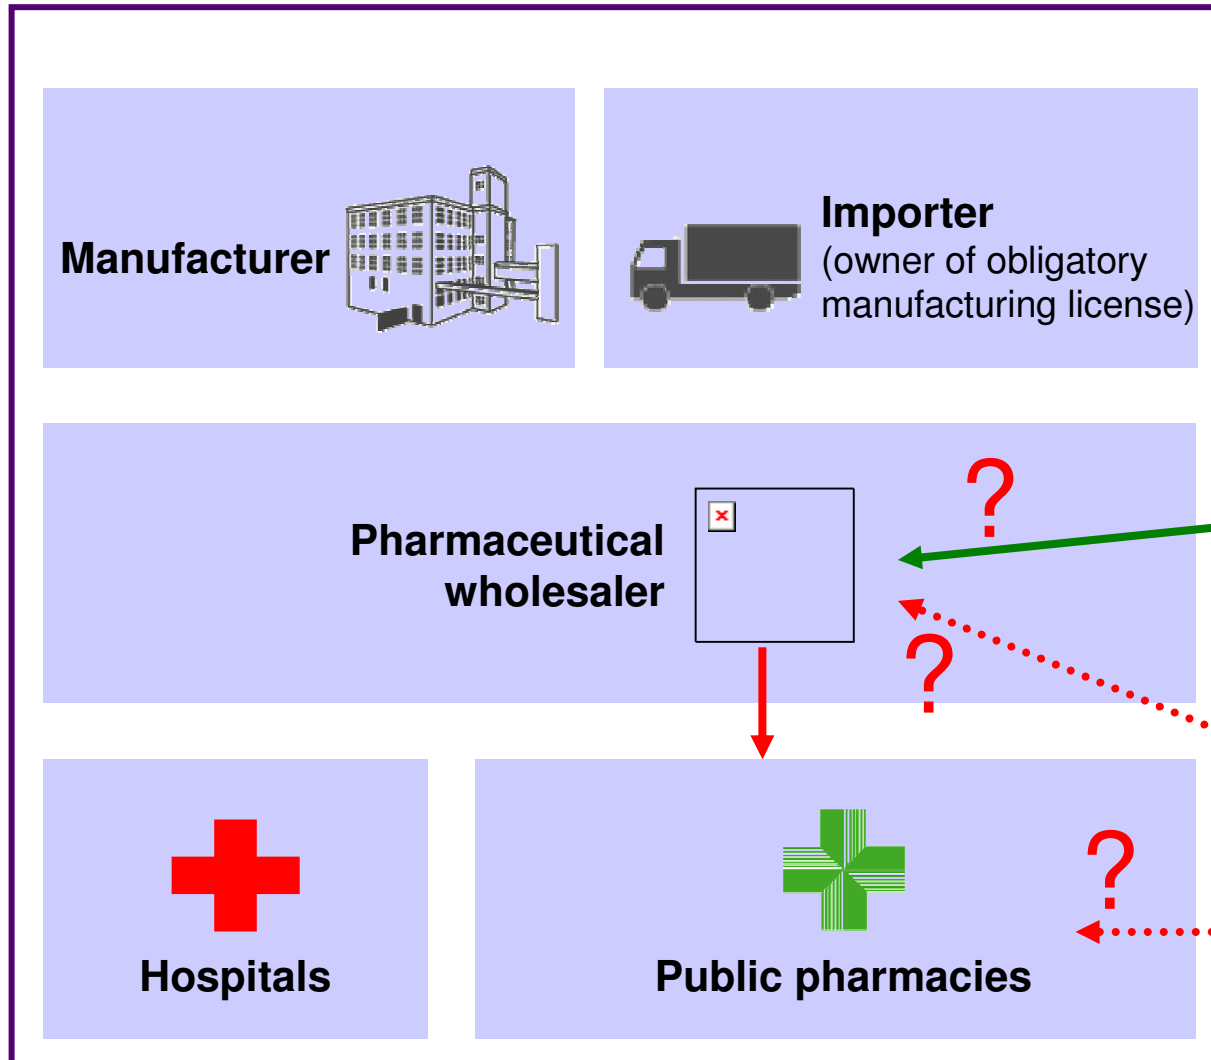 Manufacturer
Importer
(owner of obligatory
manufacturing license)
?
Pharmaceutical
wholesaler
?
?
Hospitals
Public pharmacies